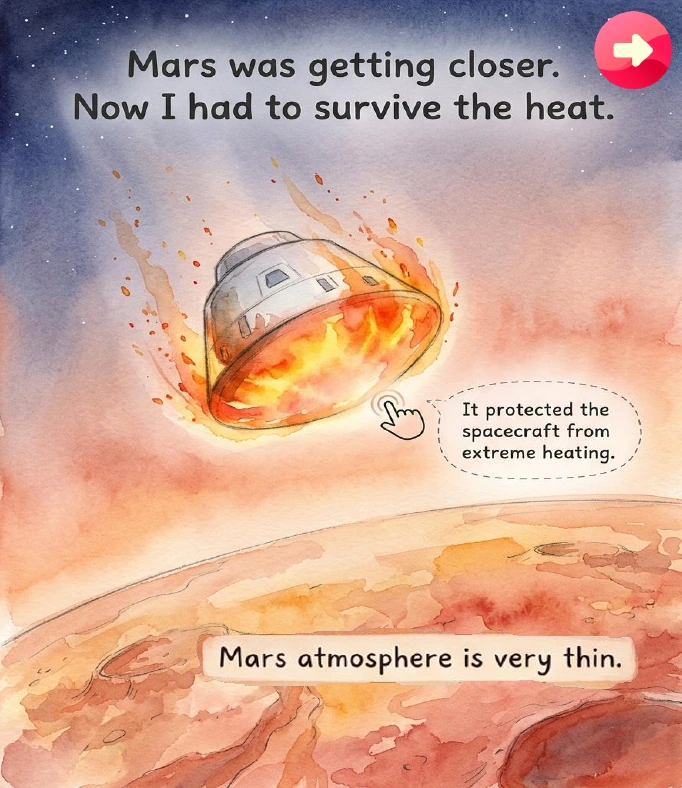 Mars was getting closer.
Now I had to survive the heat.
It protected the
spacecraft from
extreme heating.
Mars atmosphere is very thin.